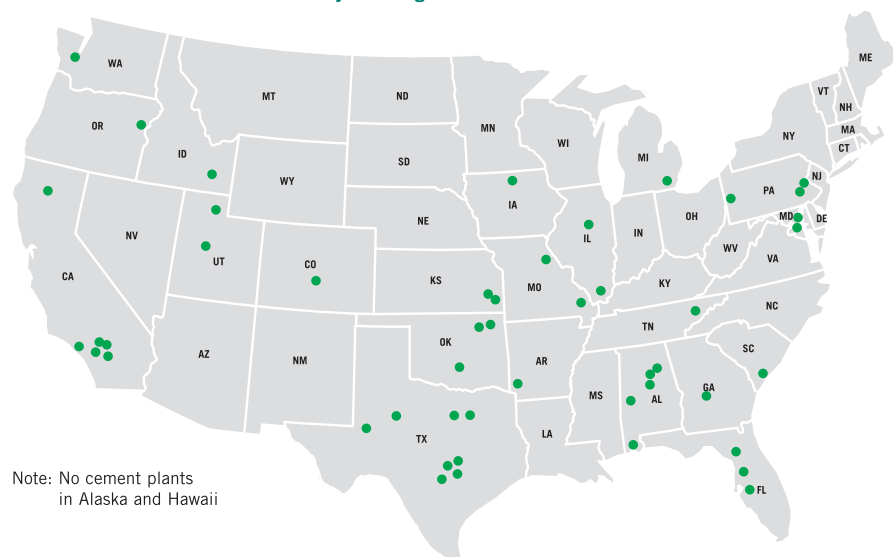 WA
ME
MT
ND
VT
MN
NH
OR
NY
MA
WI
CT
ID
MI
SD
NJ
WY
PA
IA
MD
DE
OH
NE
NV
IL
IN
WV
UT
VA
CO
CA
KS
MO
KY
NC
TN
OK
SC
AZ
AR
NM
GA
MS
AL
LA
TX
Note: No cement plants
in Alaska and Hawaii
FL